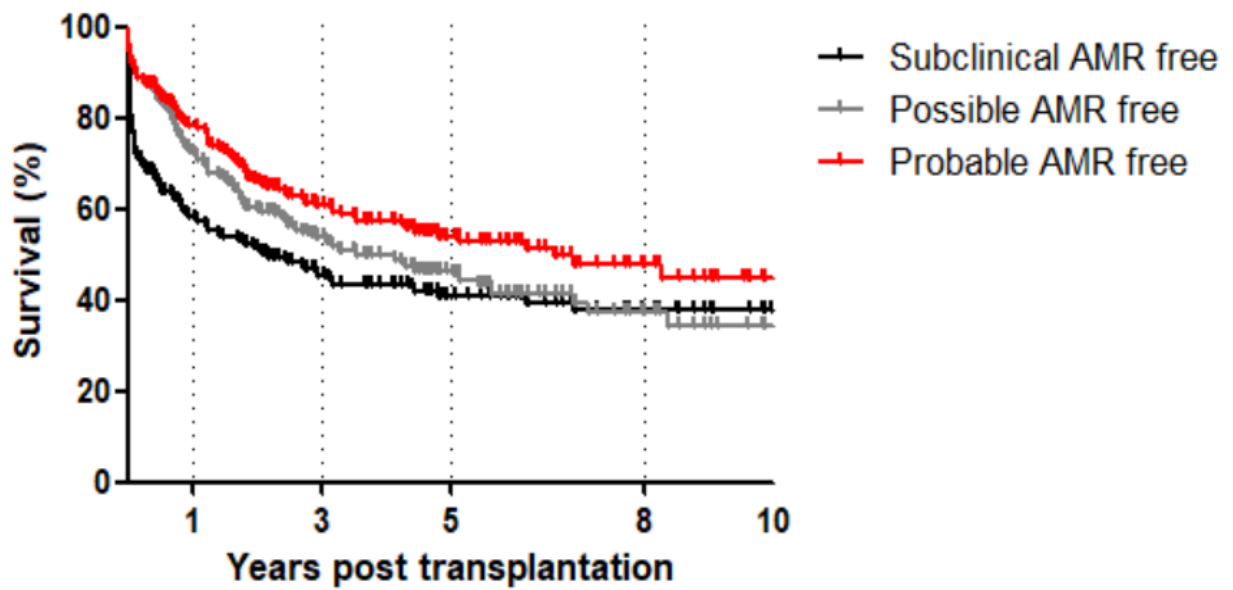 100
80
60
40
20
0
Survival (%)
1 3 5 8 10
Years post transplantation
Subclinical AMR free
Possible AMR free
Probable AMR free